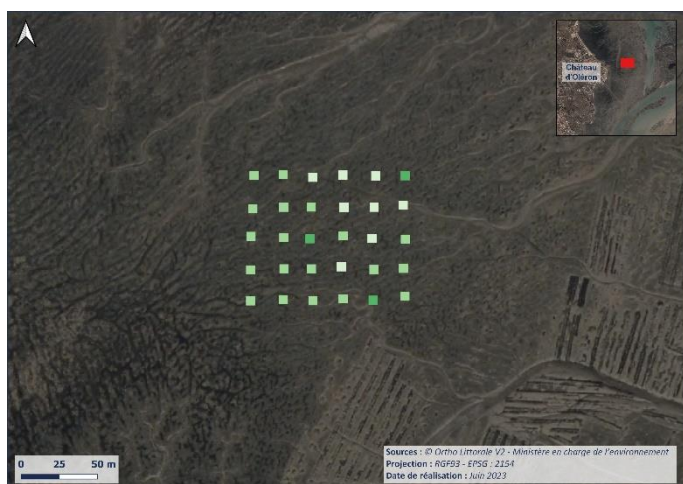 Château
d'Oléron
0 25 50 m
Sources : © Ortho Littorale V2 - Ministère en charge de l'environnement
Projection : RGF93 - EPSG : 2154
Date de réalisation : Juin 2023